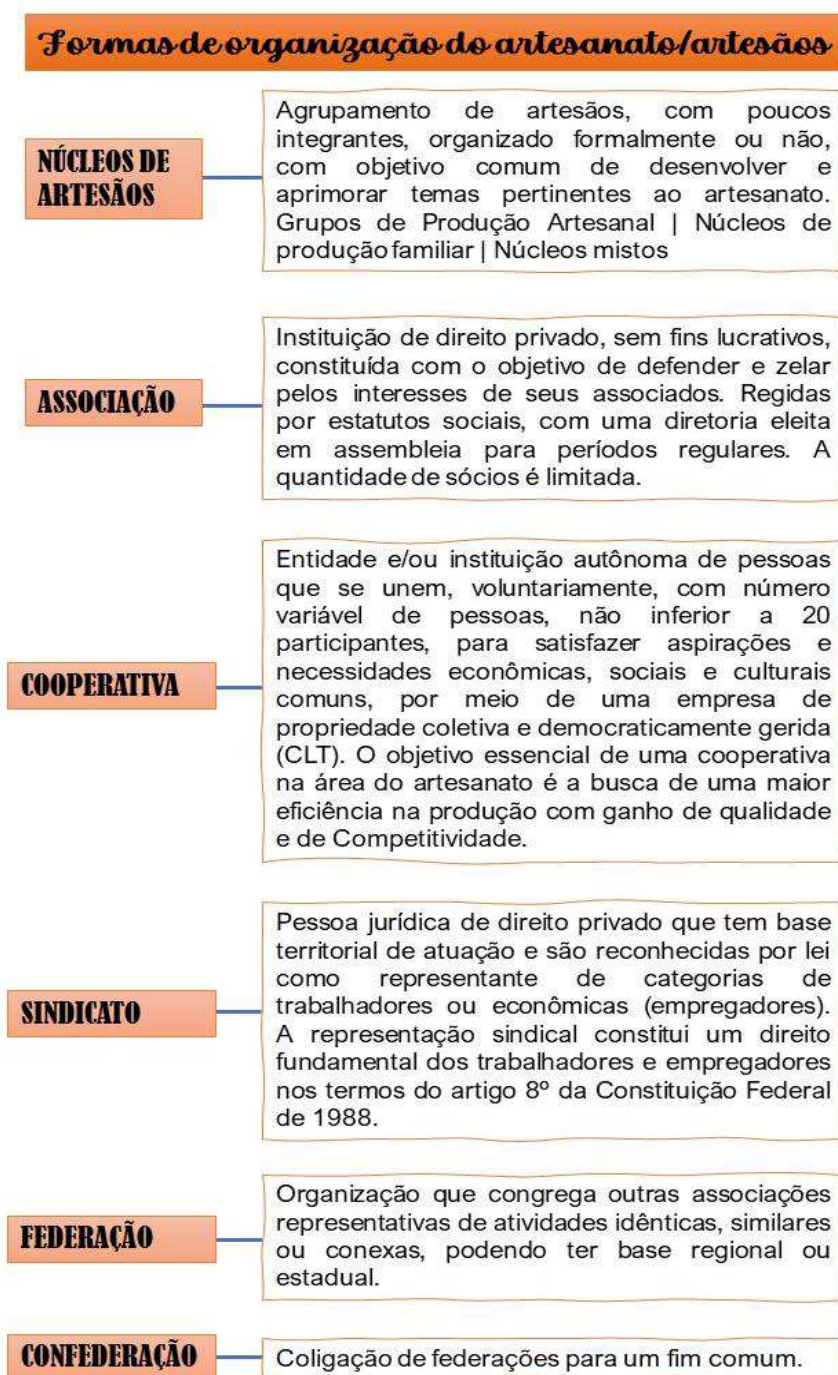 Formas de organização do artesanato/artesãos
NÚCLEOS DE
ARTESÃOS
Agrupamento de artesãos, com poucos
integrantes, organizado formalmente ou não,
com objetivo comum de desenvolver e
aprimorar temas pertinentes ao artesanato.
Grupos de Produção Artesanal | Núcleos de
produção familiar | Núcleos mistos
ASSOCIAÇÃO
Instituição de direito privado, sem fins lucrativos,
constituída com o objetivo de defender e zelar
pelos interesses de seus associados. Regidas
por estatutos sociais, com uma diretoria eleita
em assembleia para períodos regulares. A
quantidade de sócios é limitada.
COOPERATIVA
Entidade e/ou instituição autônoma de pessoas
que se unem, voluntariamente, com número
variável de pessoas, não inferior a 20
participantes, para satisfazer aspirações e
necessidades econômicas, sociais e culturais
comuns, por meio de uma empresa de
propriedade coletiva e democraticamente gerida
(CLT). O objetivo essencial de uma cooperativa
na área do artesanato é a busca de uma maior
eficiência na produção com ganho de qualidade
e de Competitividade.
SINDICATO
Pessoa jurídica de direito privado que tem base
territorial de atuação e são reconhecidas por lei
como representante de categorias de
trabalhadores ou econômicas (empregadores).
A representação sindical constitui um direito
fundamental dos trabalhadores e empregadores
nos termos do artigo 8º da Constituição Federal
de 1988.
FEDERAÇÃO
Organização que congrega outras associações
representativas de atividades idênticas, similares
ou conexas, podendo ter base regional ou
estadual.
CONFEDERAÇÃO
Coligação de federações para um fim comum.